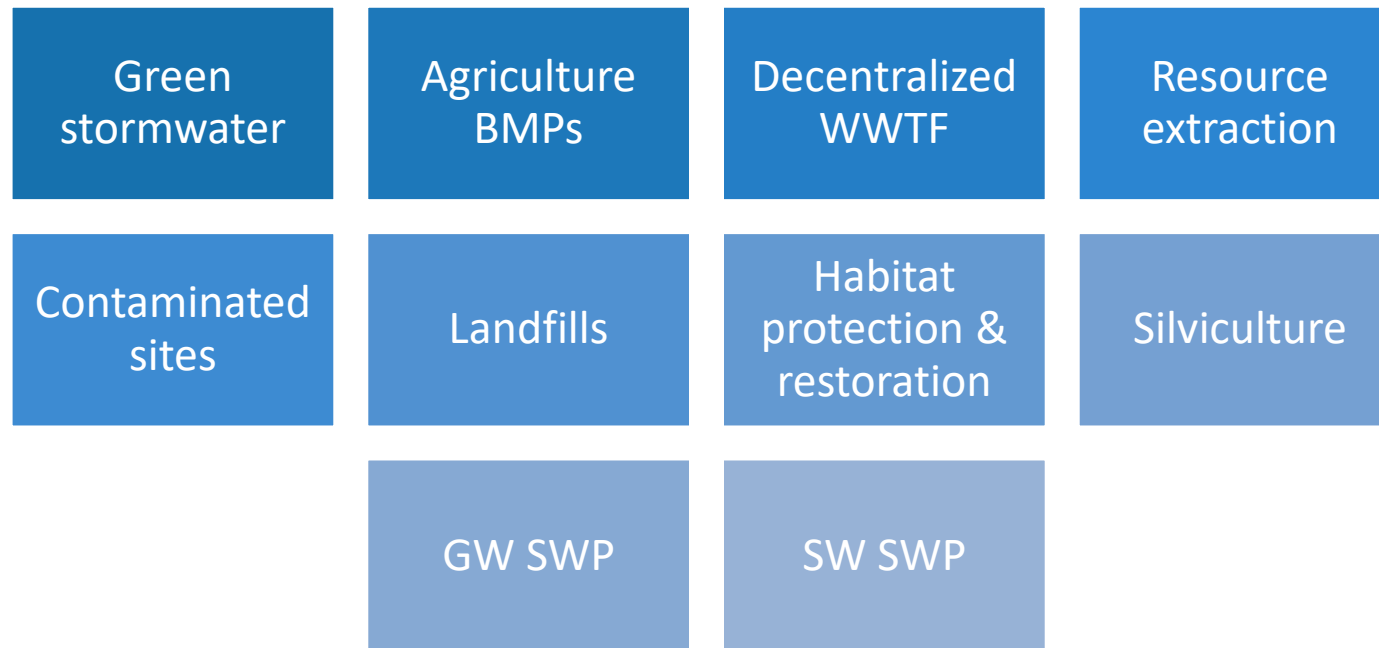 Green
stormwater
Agriculture
BMPs
Decentralized
WWTF
Resource
extraction
Contaminated
sites
Landfills
Habitat
protection &
restoration
Silviculture
GW SWP
SW SWP